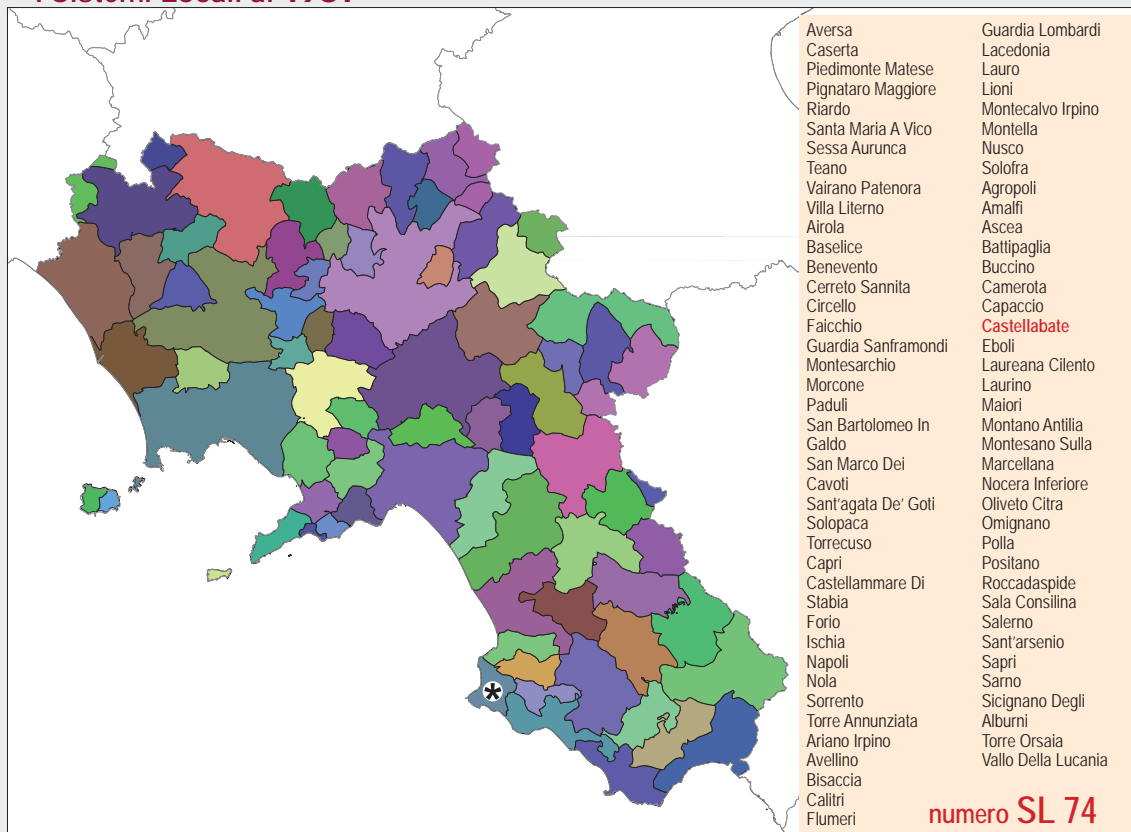 Aversa
Caserta
Piedimonte Matese
Pignataro Maggiore
Riardo
Santa Maria A Vico
Sessa Aurunca
Teano
Vairano Patenora
Villa Literno
Airola
Baselice
Benevento
Cerreto Sannita
Circello
Faicchio
Guardia Sanframondi
Montesarchio
Morcone
Paduli
San Bartolomeo In
Galdo
San Marco Dei
Cavoti
Sant'agata De' Goti
Solopaca
Torrecuso
Capri
Castellammare Di
Stabia
Forio
Ischia
Napoli
Nola
Sorrento
Torre Annunziata
Ariano Irpino
Avellino
Bisaccia
Calitri
Flumeri
Guardia Lombardi
Lacedonia
Lauro
Lioni
Montecalvo Irpino
Montella
Nusco
Solofra
Agropoli
Amalfi
Ascea
Battipaglia
Buccino
Camerota
Capaccio
Castellabate
Eboli
Laureana Cilento
Laurino
Maiori
Montano Antilia
Montesano Sulla
Marcellana
Nocera Inferiore
Oliveto Citra
Omignano
Polla
Positano
Roccadaspide
Sala Consilina
Salerno
Sant'arsenio
Sapri
Sarno
Sicignano Degli
Alburni
Torre Orsaia
Vallo Della Lucania
numero SL 74